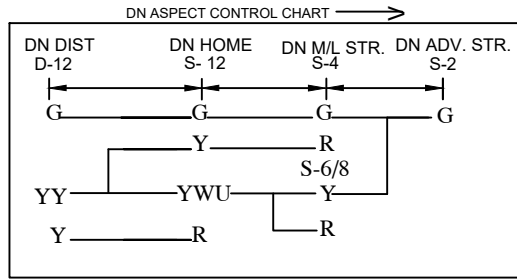 DN ASPECT CONTROL CHART
DN DIST DN HOME DN M/L STR. DN ADV. STR.
D-12 S- 12 S-4 S-2
G G G G
Y R
S-6/8
YY YWU Y
R
Y R